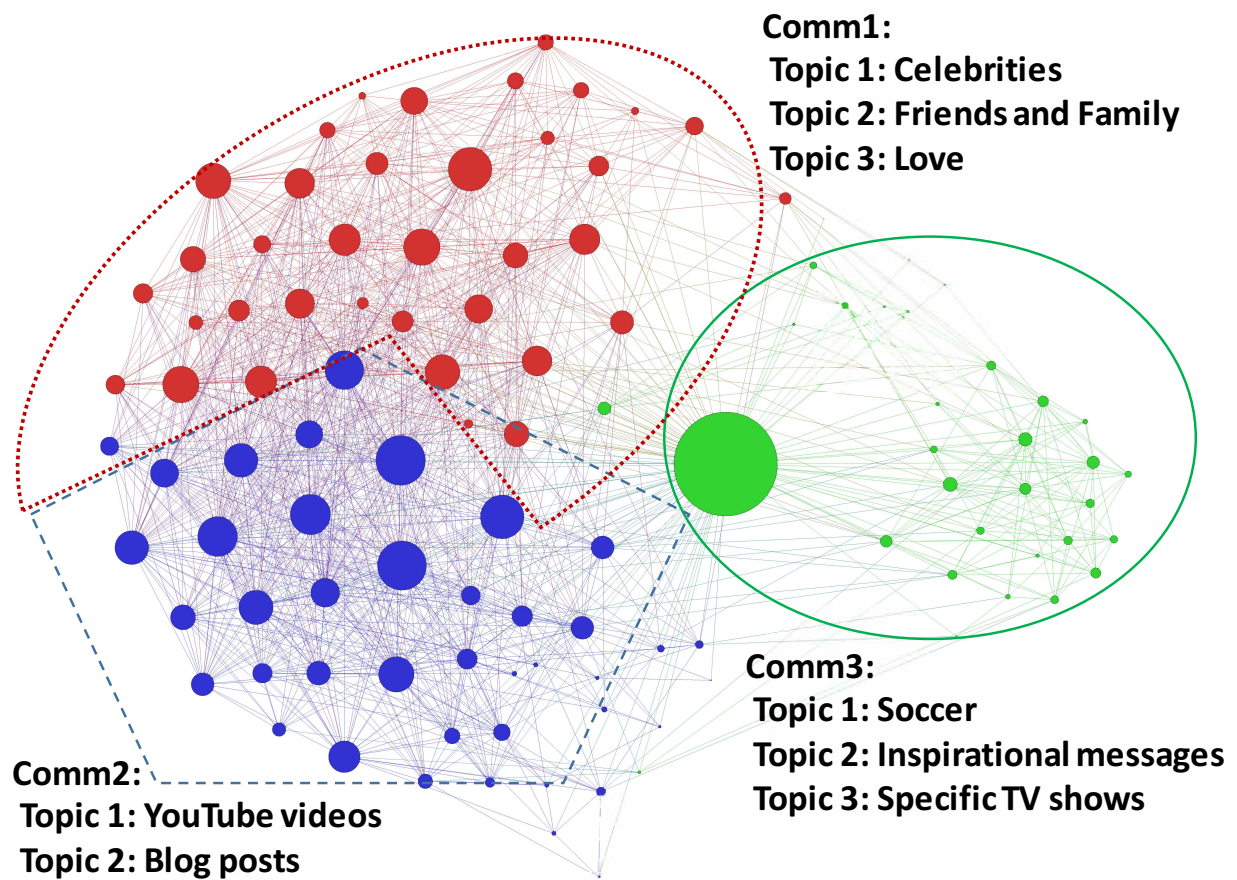 Comm1:
Topic 1: Celebrities
Topic 2: Friends and Family
Topic 3: Love
Comm3:
Topic 1: Soccer
Topic 2: Inspirational messages
Topic 3: Specific TV shows
Comm2:
Topic 1: YouTube videos
Topic 2: Blog posts